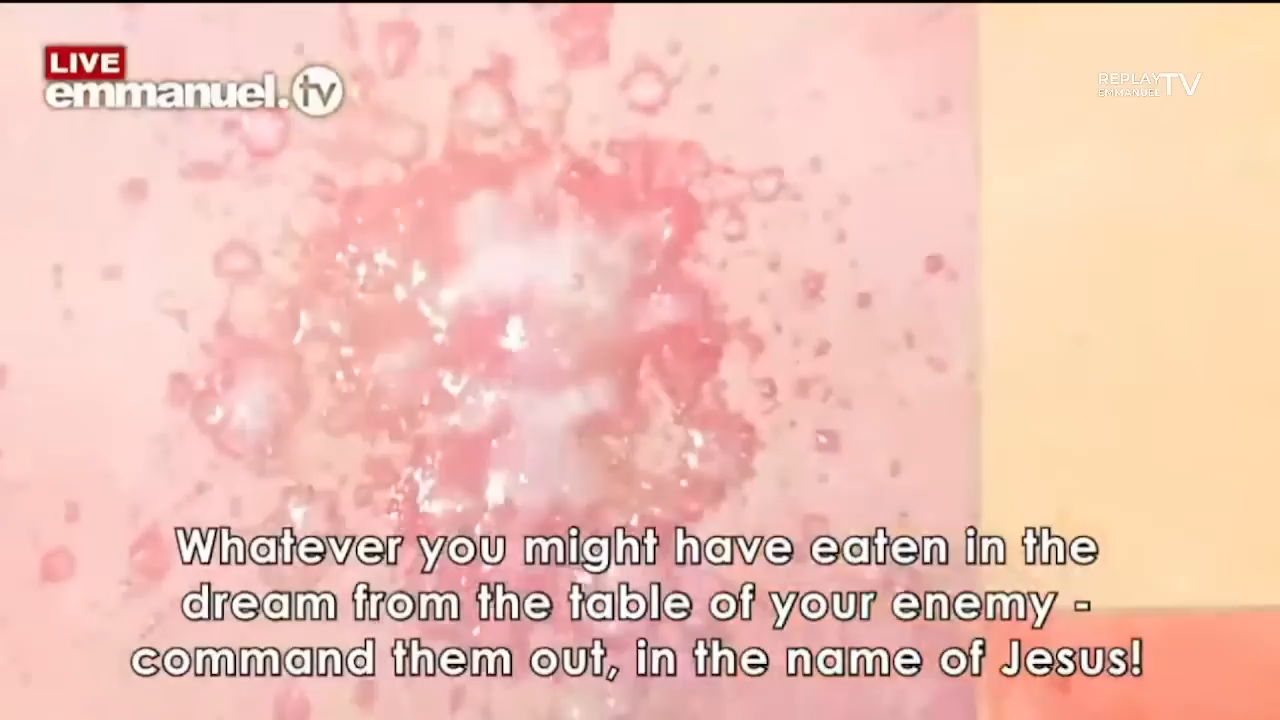 LIVE
emmanuel.tv
REPLAY TV
EMMANUEL
Whatever you might have eaten in the
dream from the table of your enemy -
command them out, in the name of Jesus!